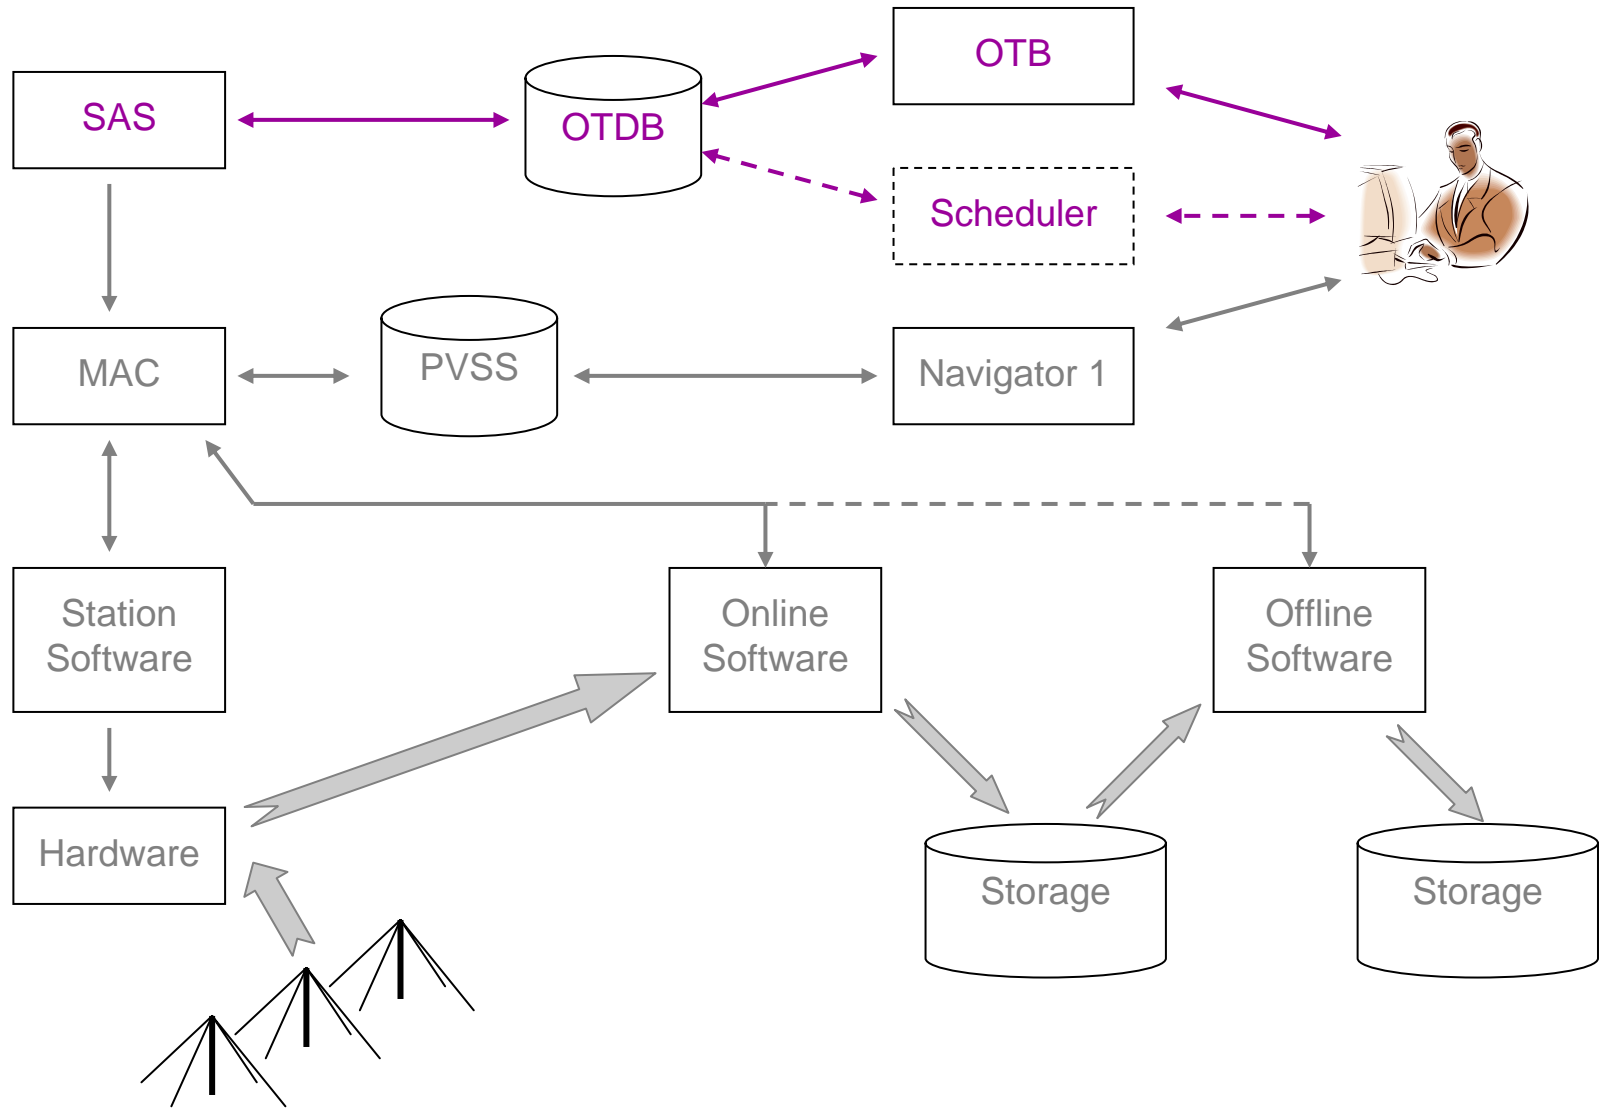 OTB
SAS
OTDB
Scheduler
MAC
PVSS
Navigator 1
Station
Software
Online
Software
Offline
Software
Hardware
Storage
Storage